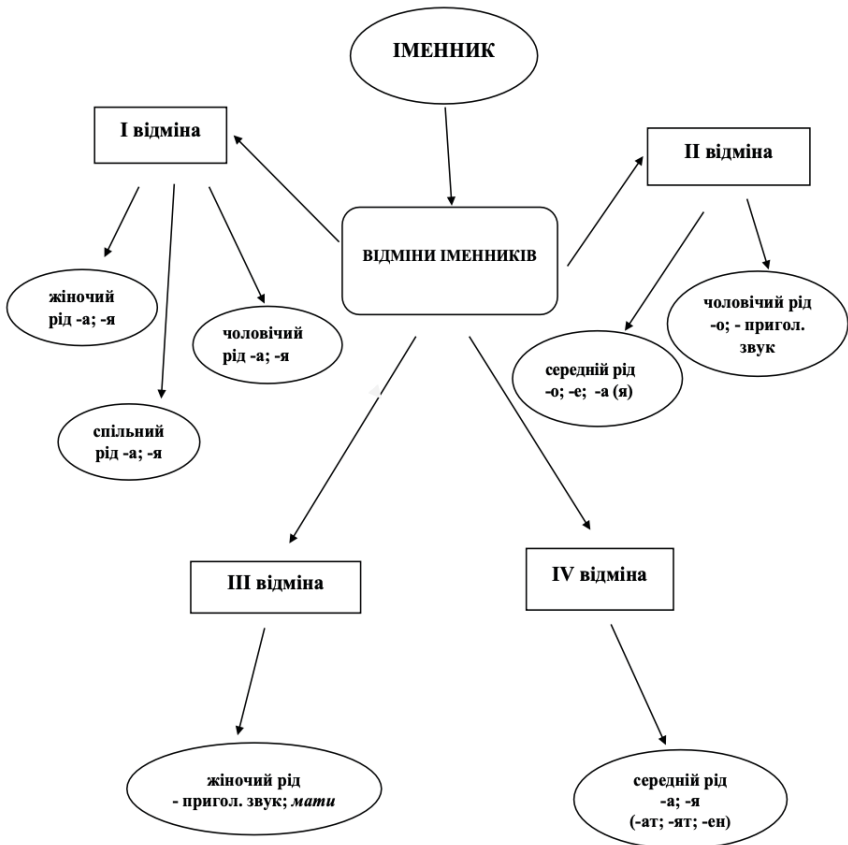 ІМЕННИК
І відміна
ІІ відміна
ВІДМІНИ ІМЕННИКІВ
жіночий
рід -а; -я
чоловічий
рід -а; -я
спільний
рід -а; -я
середній рід
-о; -е; -а (я)
чоловічий рід
-о; - пригол.
звук
ІІІ відміна
IV відміна
жіночий рід
- пригол. звук; мати
середній рід
-а; -я
(-ат; -ят; -ен)